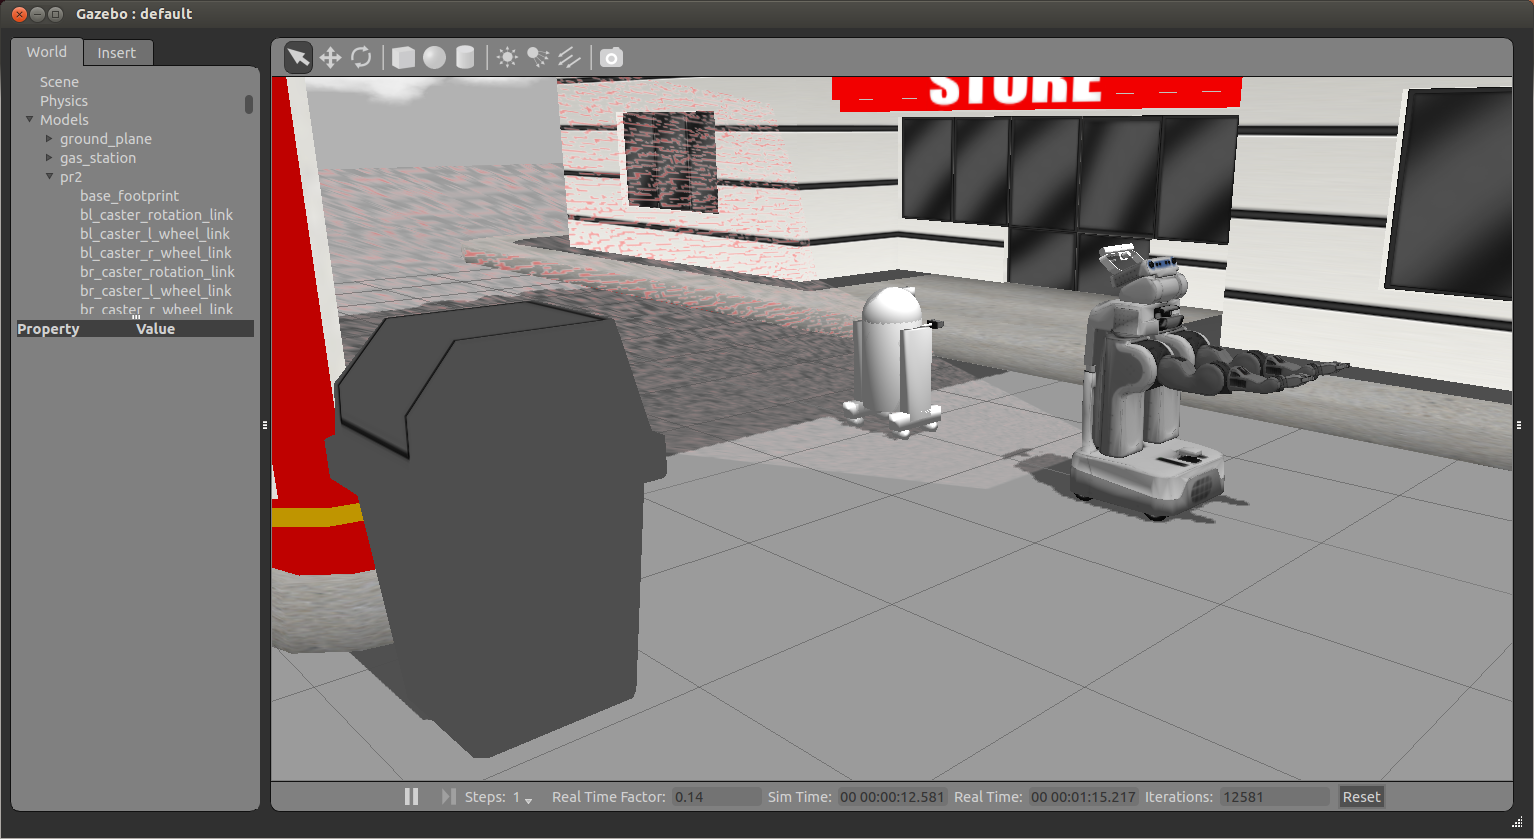 Gazebo : default
World
Insert
Scene
Physics
Models
ground_plane
gas_station
pr2
base_footprint
bl_caster_rotation_link
bl_caster_l_wheel_link
bl_caster_r_wheel_link
br_caster_rotation_link
br_caster_l_wheel_link
br_caster_r_wheel_link
Property Value
STORE
Steps: 1 Real Time Factor: 0.14 Sim Time: 00 00:00:12.581 Real Time: 00 00:01:15.217 Iterations: 12581 Reset